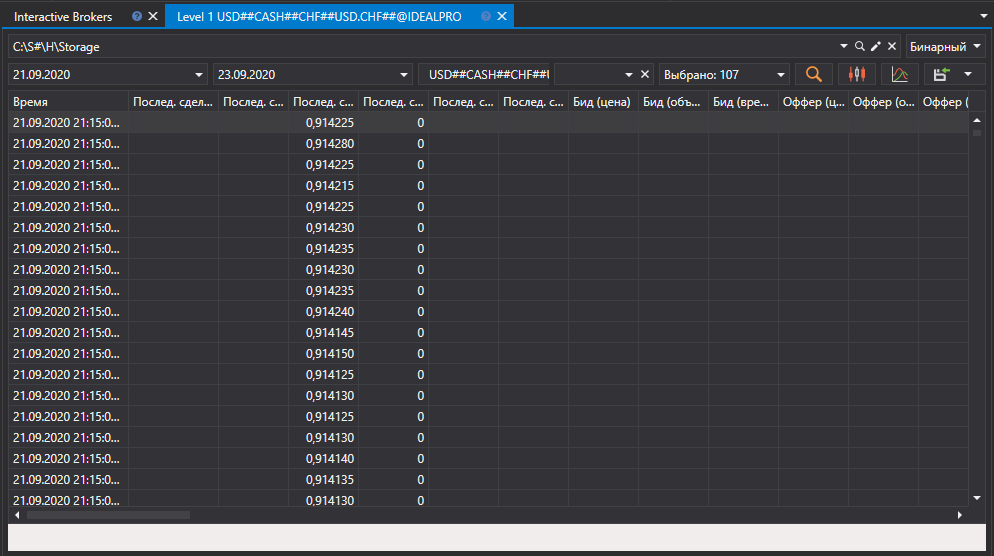 Interactive Brokers Level 1 USD##CASH##CHF##USD.CHF##@IDEALPRO
C:\S#\H\Storage Бинарный
21.09.2020 23.09.2020 USD##CASH##CHF##U Выбрано: 107
Время Послед. сдел... Послед. с... Послед. с... Послед. с... Послед. с... Послед. с... Бид (цена) Бид (объ... Бид (вре... Оффер (ц... Оффер (о... Оффер (
21.09.2020 21:15:0... 0,914225 0
21.09.2020 21:15:0... 0,914280 0
21.09.2020 21:15:0... 0,914225 0
21.09.2020 21:15:0... 0,914215 0
21.09.2020 21:15:0... 0,914225 0
21.09.2020 21:15:0... 0,914230 0
21.09.2020 21:15:0... 0,914235 0
21.09.2020 21:15:0... 0,914230 0
21.09.2020 21:15:0... 0,914235 0
21.09.2020 21:15:0... 0,914240 0
21.09.2020 21:15:0... 0,914145 0
21.09.2020 21:15:0... 0,914150 0
21.09.2020 21:15:0... 0,914125 0
21.09.2020 21:15:0... 0,914130 0
21.09.2020 21:15:0... 0,914125 0
21.09.2020 21:15:0... 0,914130 0
21.09.2020 21:15:0... 0,914140 0
21.09.2020 21:15:0... 0,914135 0
21.09.2020 21:15:0... 0,914130 0